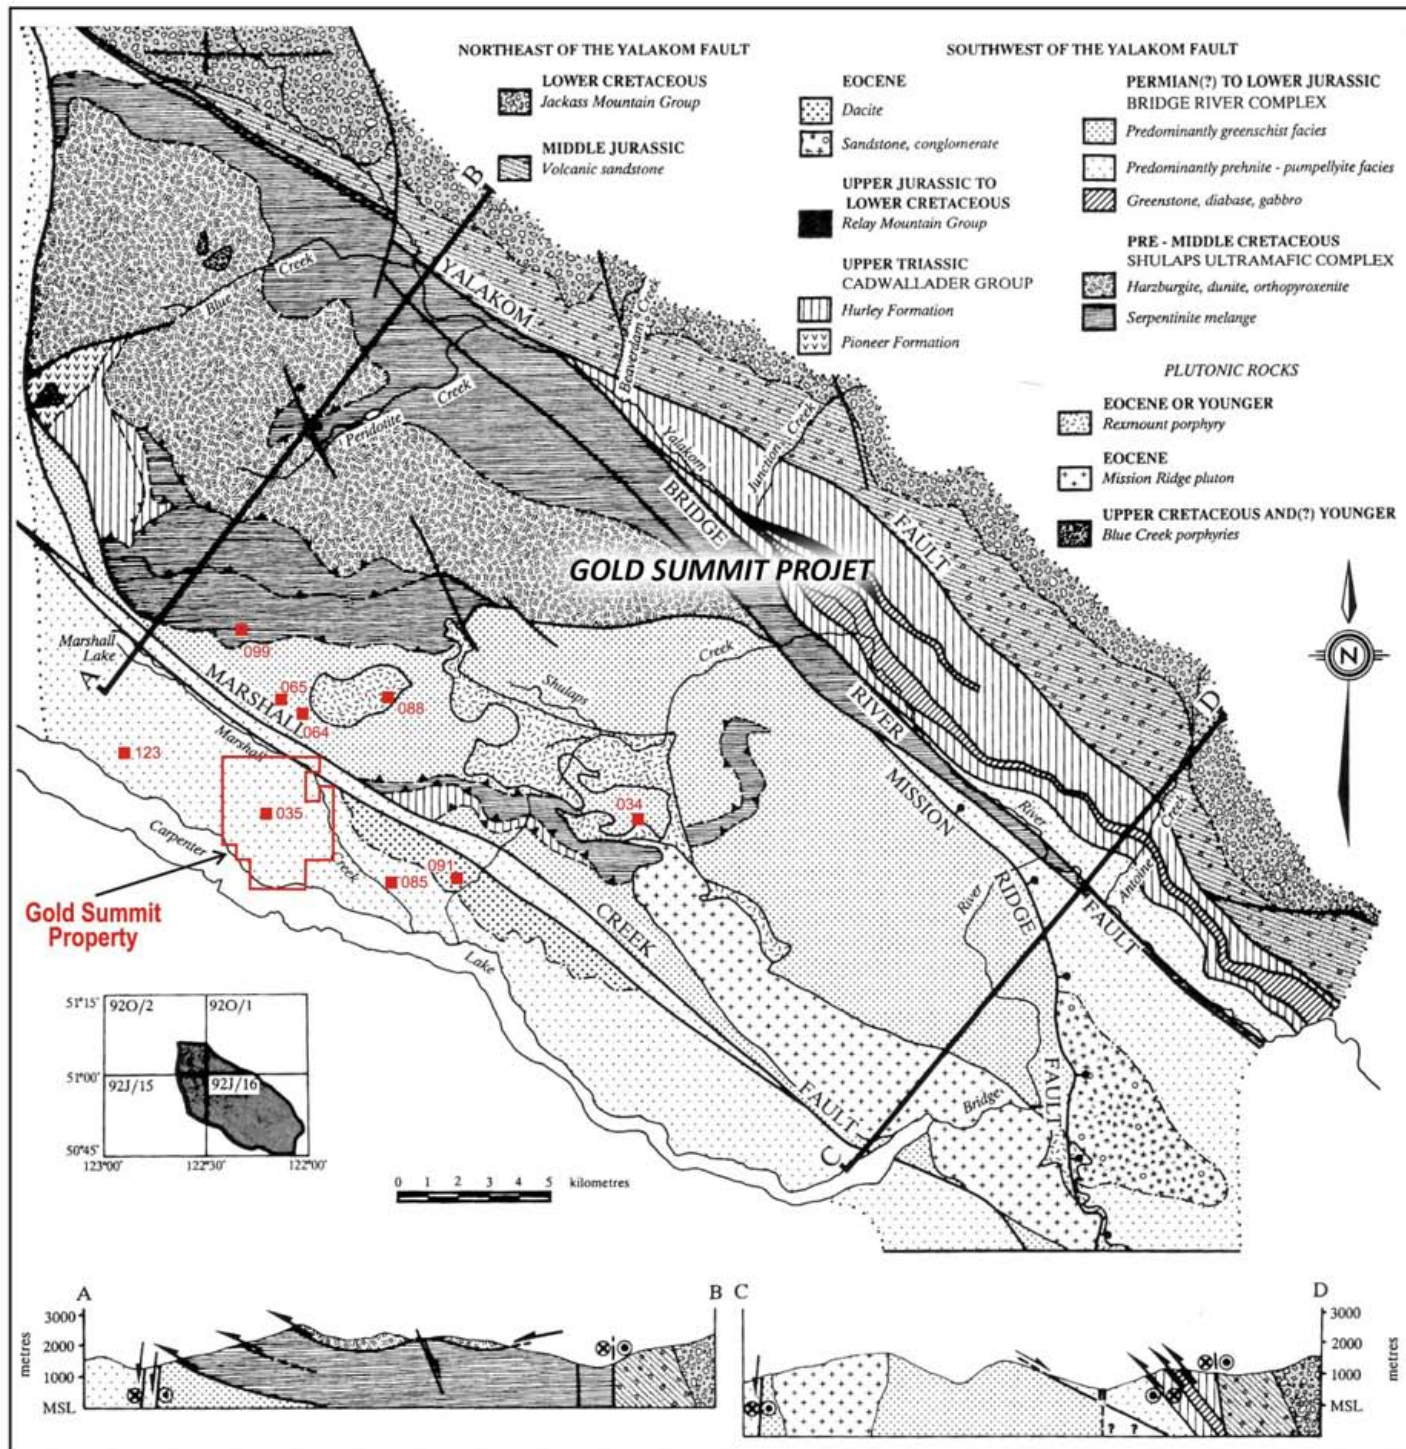 NORTHEAST OF THE YALAKOM FAULT
LOWER CRETACEOUS
Jackass Mountain Group
MIDDLE JURASSIC
Volcanic sandstone
SOUTHWEST OF THE YALAKOM FAULT
EOCENE
Dacite
Sandstone, conglomerate
UPPER JURASSIC TO
LOWER CRETACEOUS
Relay Mountain Group
UPPER TRIASSIC
CADWALLADER GROUP
Hurley Formation
Pioneer Formation
PERMIAN(?) TO LOWER JURASSIC
BRIDGE RIVER COMPLEX
Predominantly greenschist facies
Predominantly prehnite - pumpellyite facies
Greenstone, diabase, gabbro
PRE - MIDDLE CRETACEOUS
SHULAPS ULTRAMAFIC COMPLEX
Harzburgite, dunite, orthopyroxenite
Serpentinite melange
PLUTONIC ROCKS
EOCENE OR YOUNGER
Rexmount porphyry
EOCENE
Mission Ridge pluton
UPPER CRETACEOUS AND(?) YOUNGER
Blue Creek porphyries
B
Blue Creek
YALAKOM
Beaverdam Creek
Peridotite Creek
Yalakom
Junction Creek
BRIDGE
FAULT
GOLD SUMMIT PROJET
N
Marshall
Lake
099
A
MARSHALL
065
064
088
Shulaps
Creek
RIVER
D
123
Marshall
035
034
MISSION
River
Creek
Carpenter
Creek
091
085
RIDGE
River
Antoine
FAULT
CREEK
Gold Summit
Property
Lake
FAULT
FAULT
Bridge
C
51°15'
92O/2
92O/1
51°00'
92J/15
92J/16
50°45'
123°00'
122°30'
122°00'
0 1 2 3 4 5 kilometres
A
B
C
D
3000
2000
1000
MSL
metres
3000
2000
1000
MSL
metres
? ?